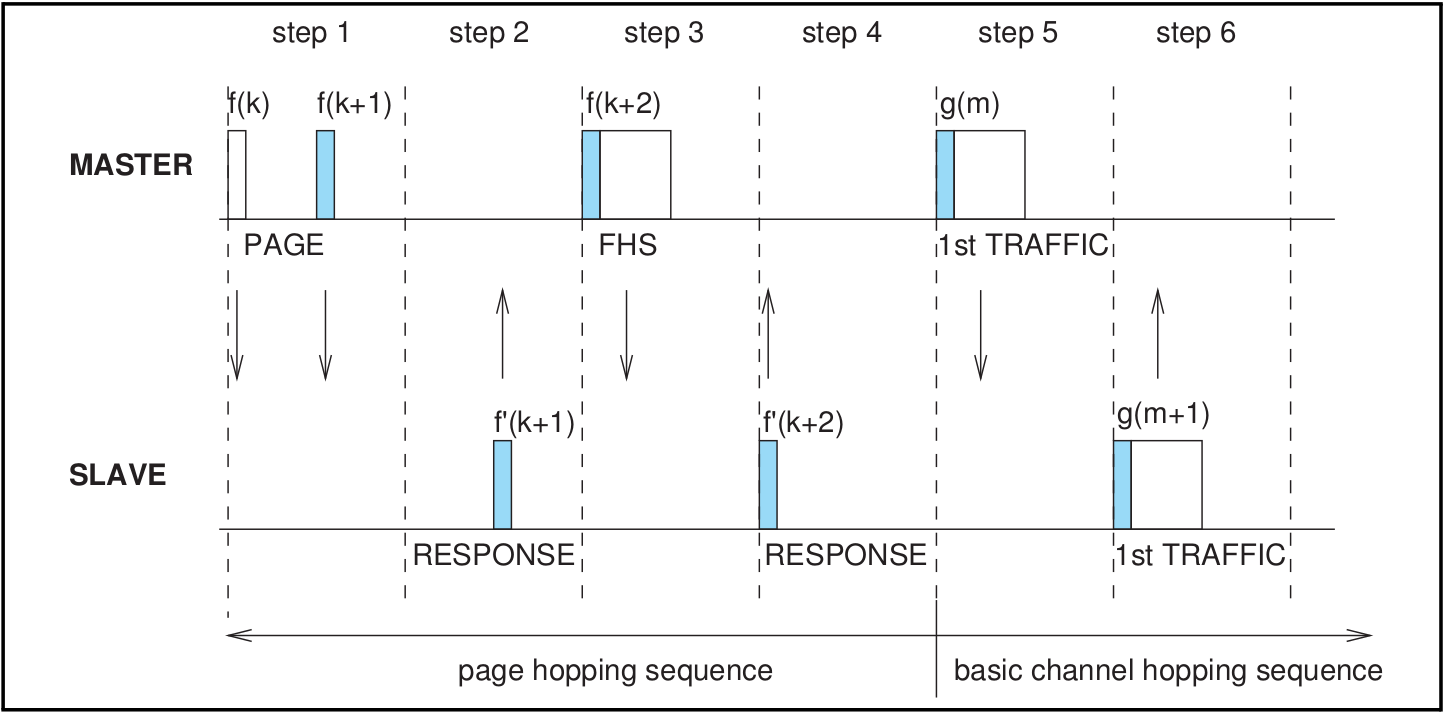 step 1 step 2 step 3 step 4 step 5 step 6
f(k) f(k+1) f(k+2) g(m)
MASTER
PAGE FHS 1st TRAFFIC
f'(k+1) f'(k+2) g(m+1)
SLAVE
RESPONSE RESPONSE 1st TRAFFIC
page hopping sequence basic channel hopping sequence